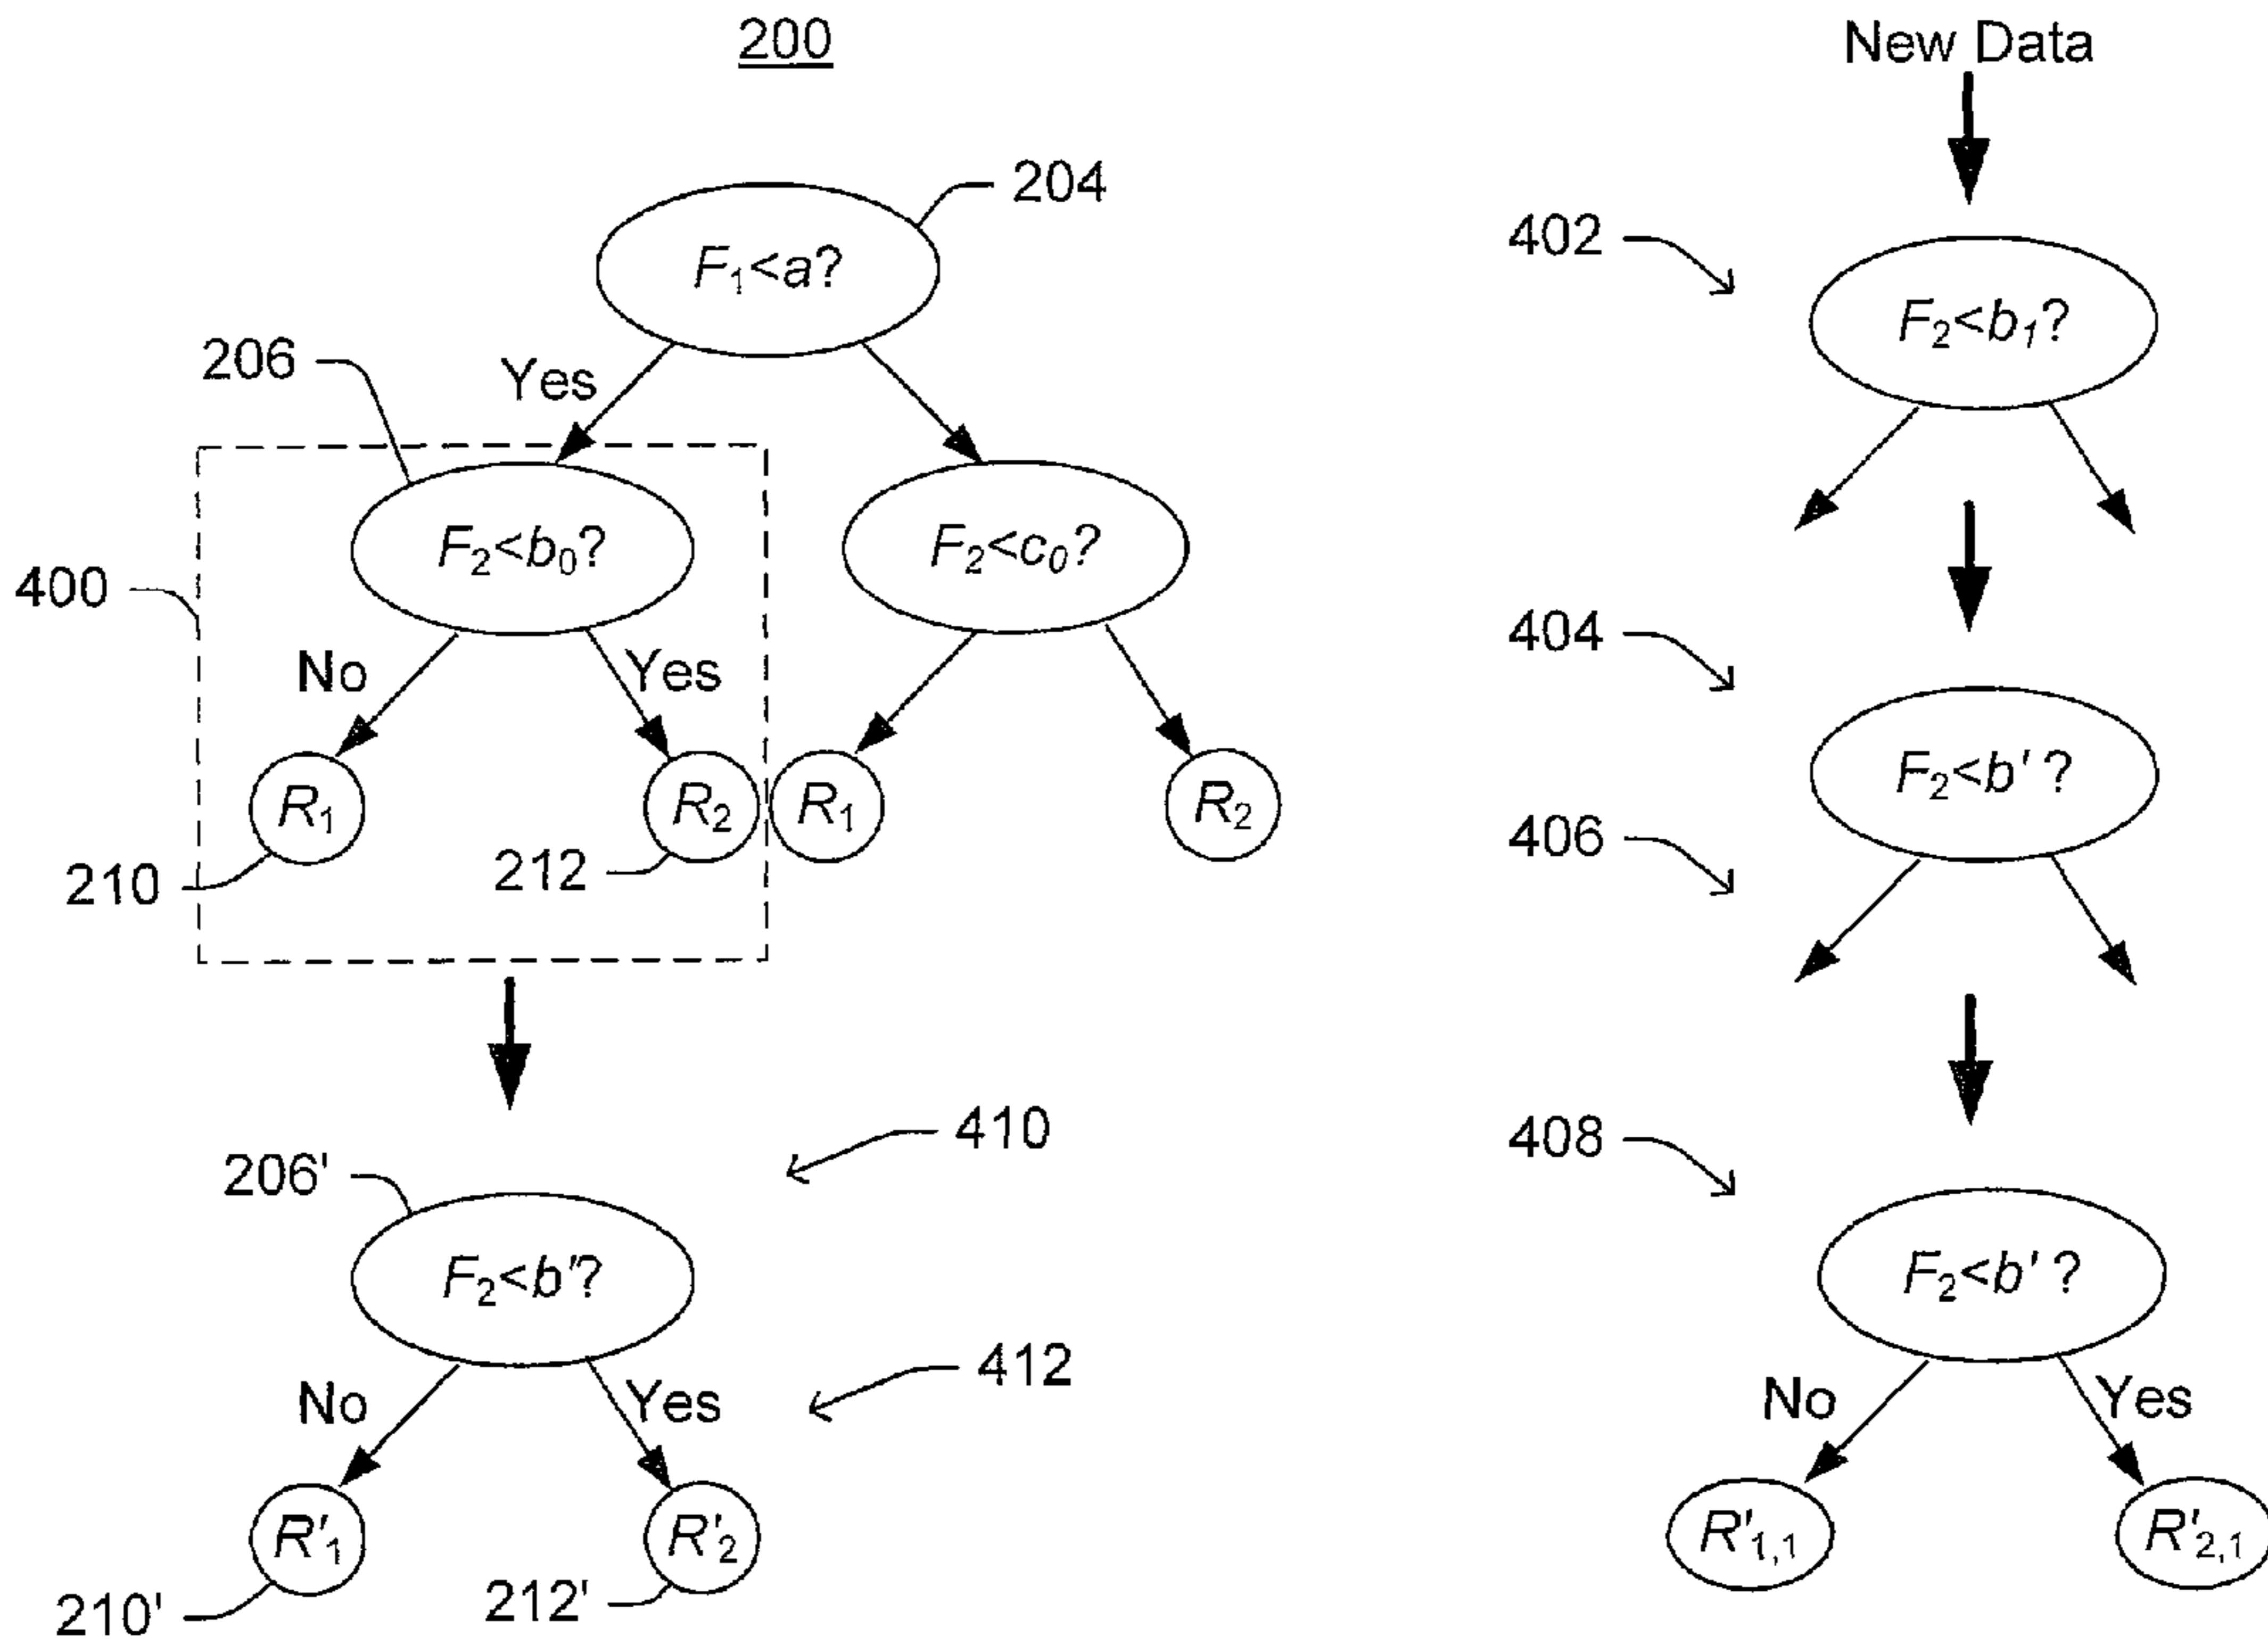 200
New Data
204
F₁<a?
402
F₂<b₁?
206
Yes
F₂<b₀?
F₂<c₀?
400
404
No
Yes
F₂<b'?
R₁
R₂
R₁
R₂
406
210
212
410
408
206'
F₂<b'?
F₂<b'?
412
No
Yes
No
Yes
R'₁
R'₂
R'₁,₁
R'₂,₁
210'
212'